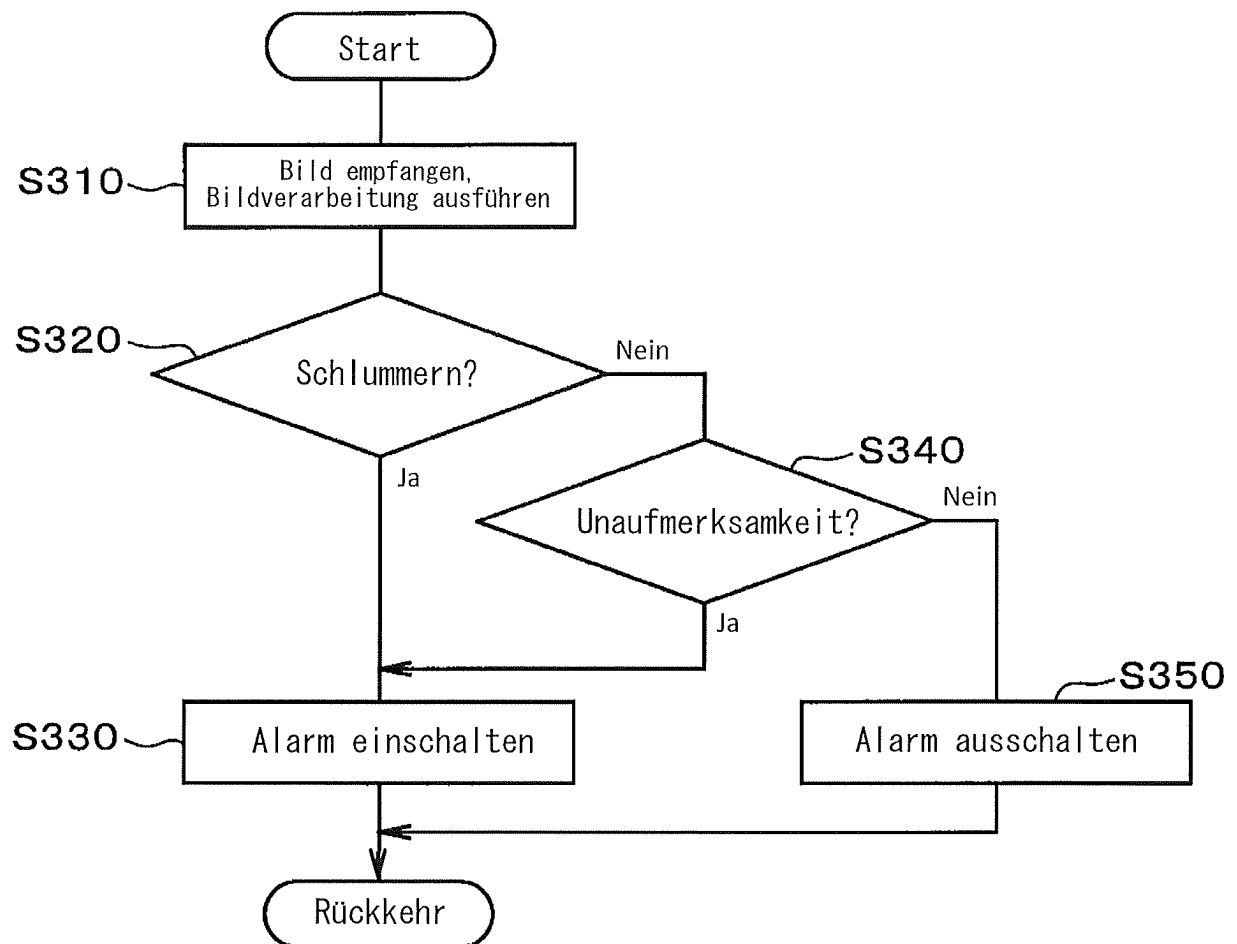 Start
S310
Bild empfangen,
Bildverarbeitung ausführen
S320
Schlummern?
Nein
Ja
S340
Unaufmerksamkeit?
Nein
Ja
S330
Alarm einschalten
S350
Alarm ausschalten
Rückkehr